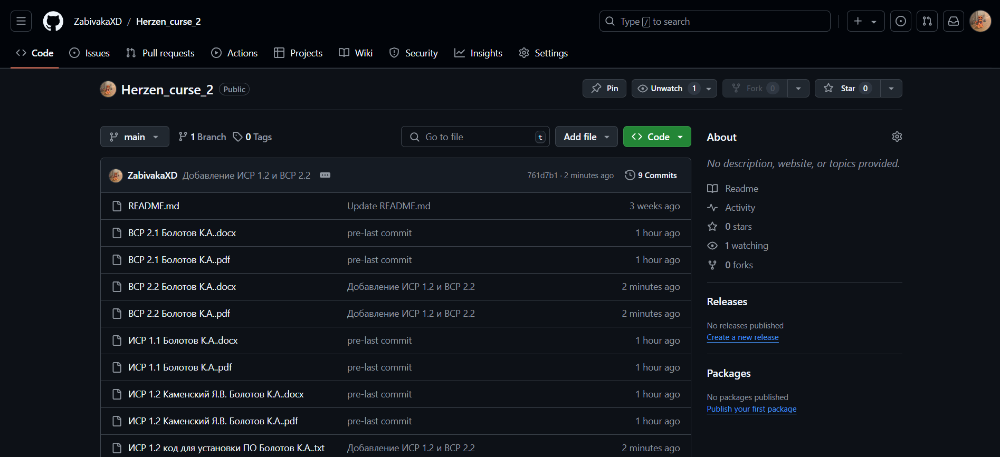 ZabivakaXD / Herzen_curse_2
Type / to search
Code Issues Pull requests Actions Projects Wiki Security Insights Settings
Herzen_curse_2 Public
Pin Unwatch 1 Fork 0 Star 0
main 1 Branch 0 Tags
Go to file t Add file Code
ZabivakaXD Добавление ИСР 1.2 и ВСР 2.2 761d7b1 · 2 minutes ago 9 Commits
README.md Update README.md 3 weeks ago
ВСР 2.1 Болотов К.А..docx pre-last commit 1 hour ago
ВСР 2.1 Болотов К.А..pdf pre-last commit 1 hour ago
ВСР 2.2 Болотов К.А..docx Добавление ИСР 1.2 и ВСР 2.2 2 minutes ago
ВСР 2.2 Болотов К.А..pdf Добавление ИСР 1.2 и ВСР 2.2 2 minutes ago
ИСР 1.1 Болотов К.А..docx pre-last commit 1 hour ago
ИСР 1.1 Болотов К.А..pdf pre-last commit 1 hour ago
ИСР 1.2 Каменский Я.В. Болотов К.А..docx pre-last commit 1 hour ago
ИСР 1.2 Каменский Я.В. Болотов К.А..pdf pre-last commit 1 hour ago
ИСР 1.2 код для установки ПО Болотов К.А..txt Добавление ИСР 1.2 и ВСР 2.2 2 minutes ago
About
No description, website, or topics provided.
Readme
Activity
0 stars
1 watching
0 forks
Releases
No releases published
Create a new release
Packages
No packages published
Publish your first package